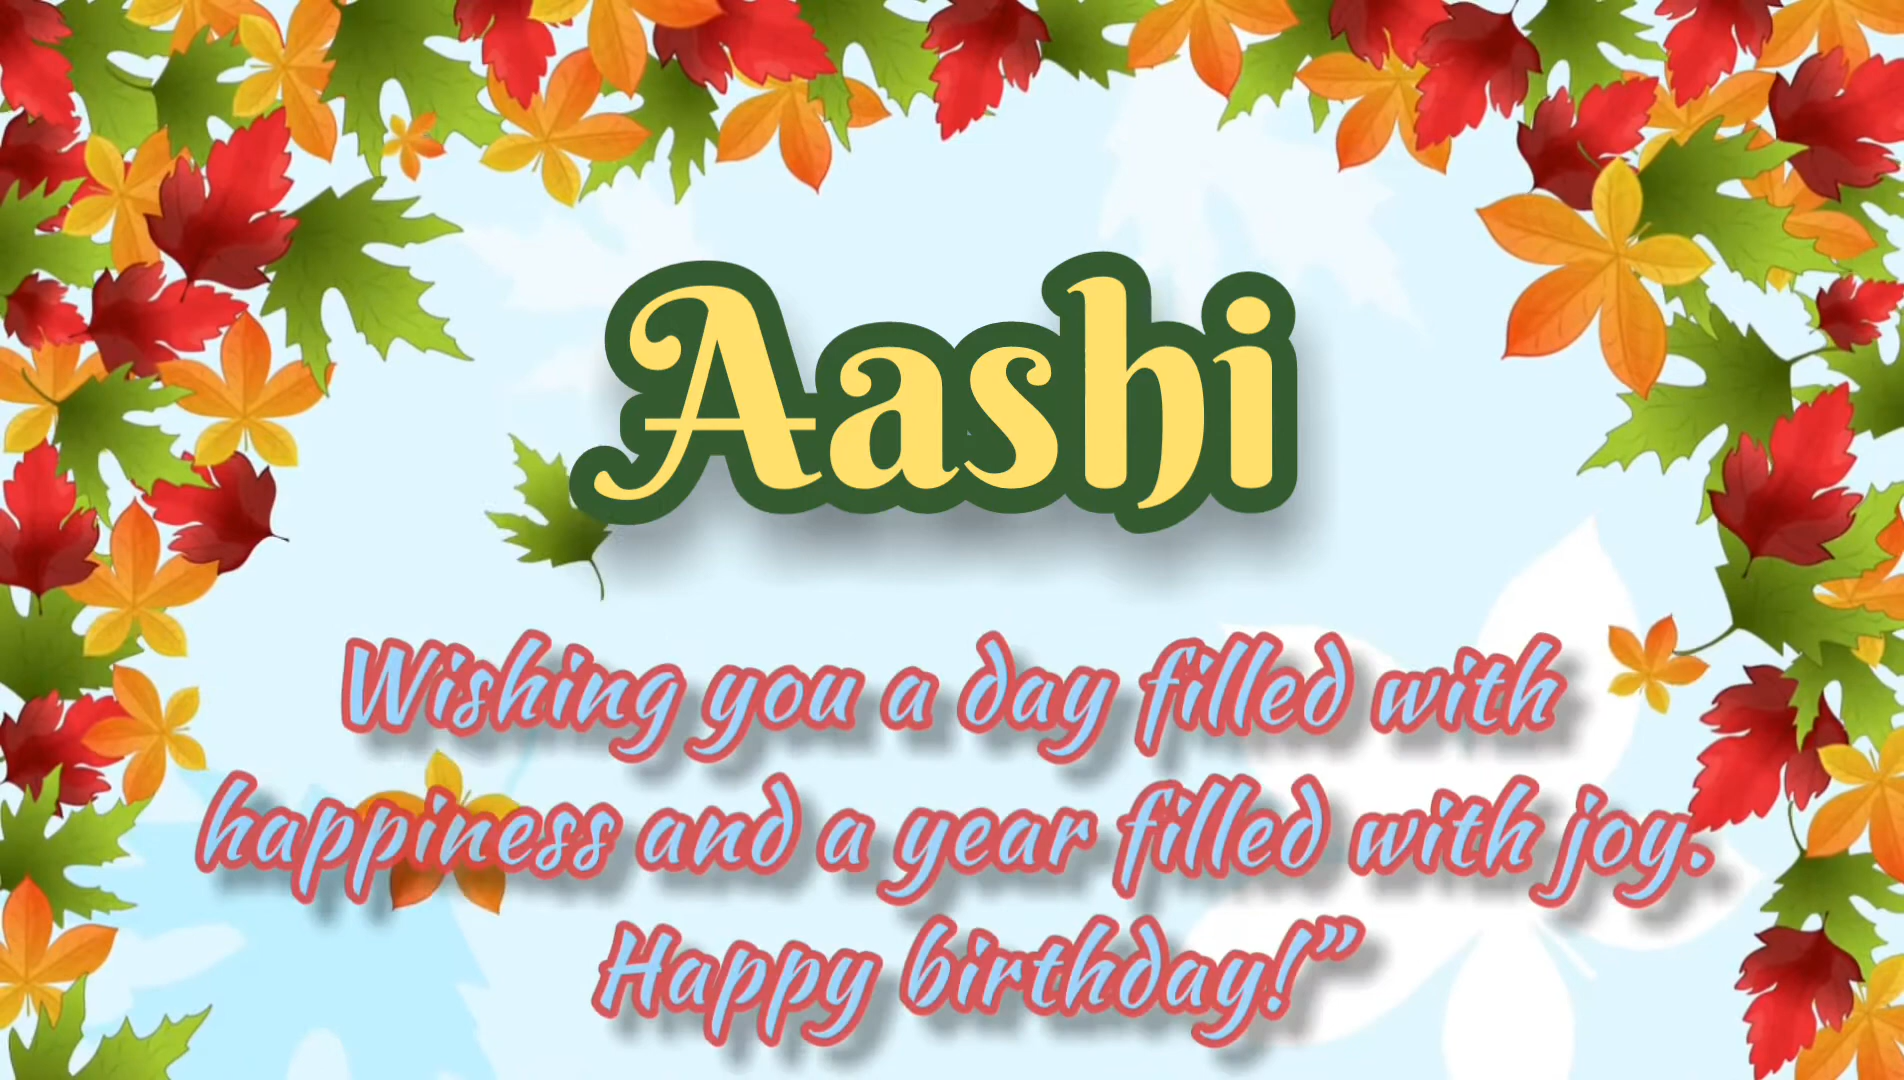 Aashi
Wishing you a day filled with
happiness and a year filled with joy.
Happy birthday!”